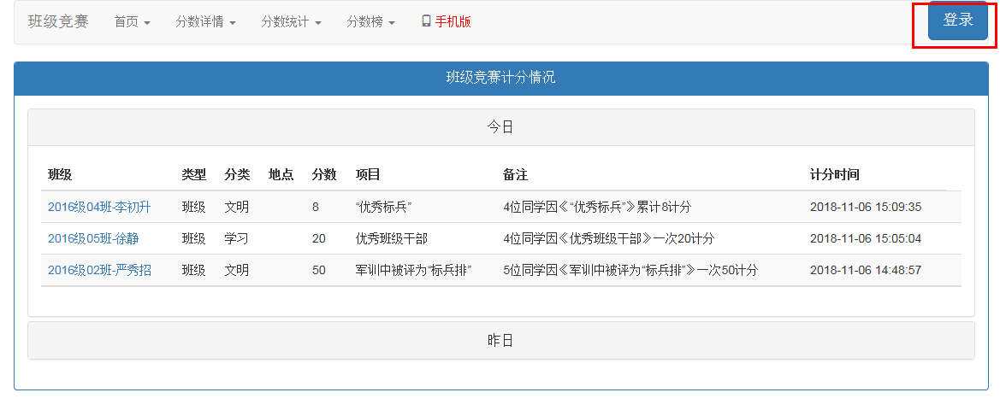 班级竞赛 首页 分数详情 分数统计 分数榜 手机版 登录
班级竞赛计分情况
今日
班级 类型 分类 地点 分数 项目 备注 计分时间
2016级04班-李初升 班级 文明 8 “优秀标兵” 4位同学因《“优秀标兵”》累计8计分 2018-11-06 15:09:35
2016级05班-徐静 班级 学习 20 优秀班级干部 4位同学因《优秀班级干部》一次20计分 2018-11-06 15:05:04
2016级02班-严秀招 班级 文明 50 军训中被评为“标兵排” 5位同学因《军训中被评为“标兵排”》一次50计分 2018-11-06 14:48:57
昨日